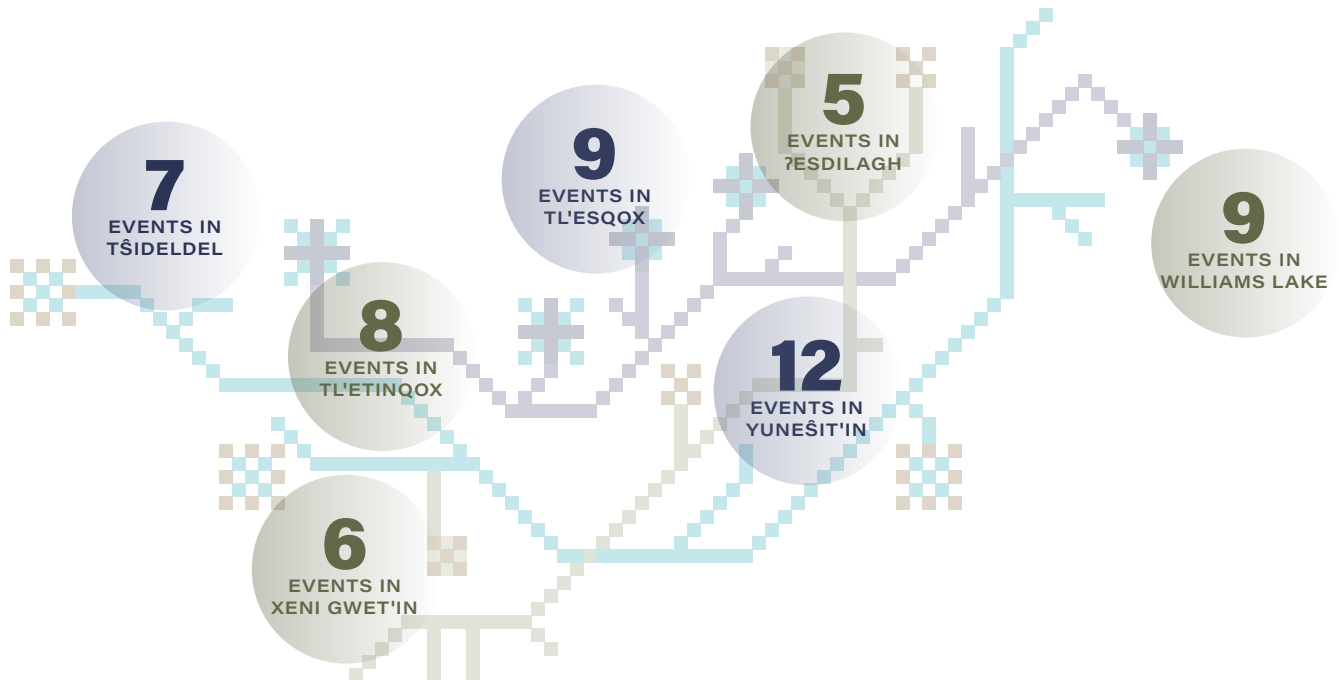 7
EVENTS IN
TŜIDELDEL
9
EVENTS IN
TL'ESQOX
5
EVENTS IN
?ESDILAGH
9
EVENTS IN
WILLIAMS LAKE
8
EVENTS IN
TL'ETINQOX
12
EVENTS IN
YUNEŜIT'IN
6
EVENTS IN
XENI GWET'IN